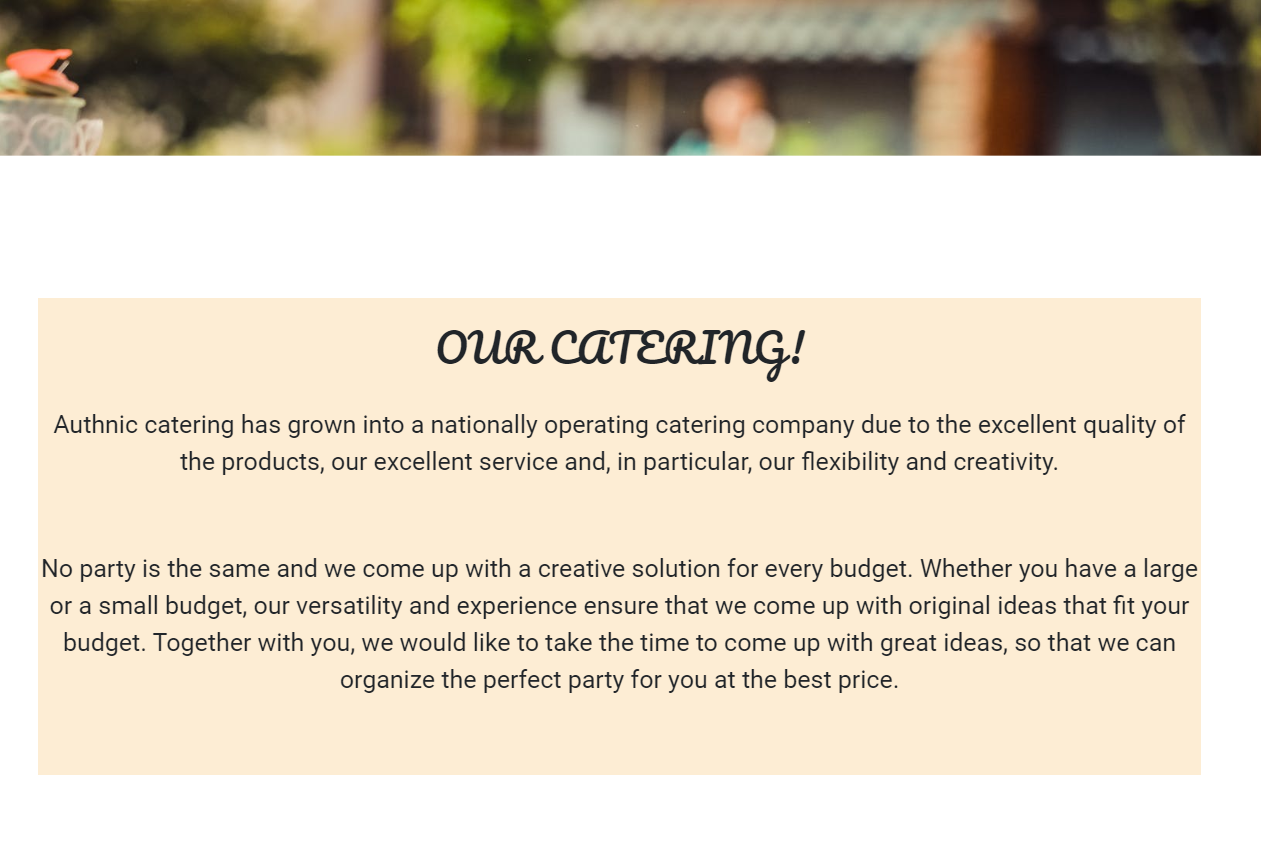 OUR CATERING!
Authnic catering has grown into a nationally operating catering company due to the excellent quality of
the products, our excellent service and, in particular, our flexibility and creativity.
No party is the same and we come up with a creative solution for every budget. Whether you have a large
or a small budget, our versatility and experience ensure that we come up with original ideas that fit your
budget. Together with you, we would like to take the time to come up with great ideas, so that we can
organize the perfect party for you at the best price.